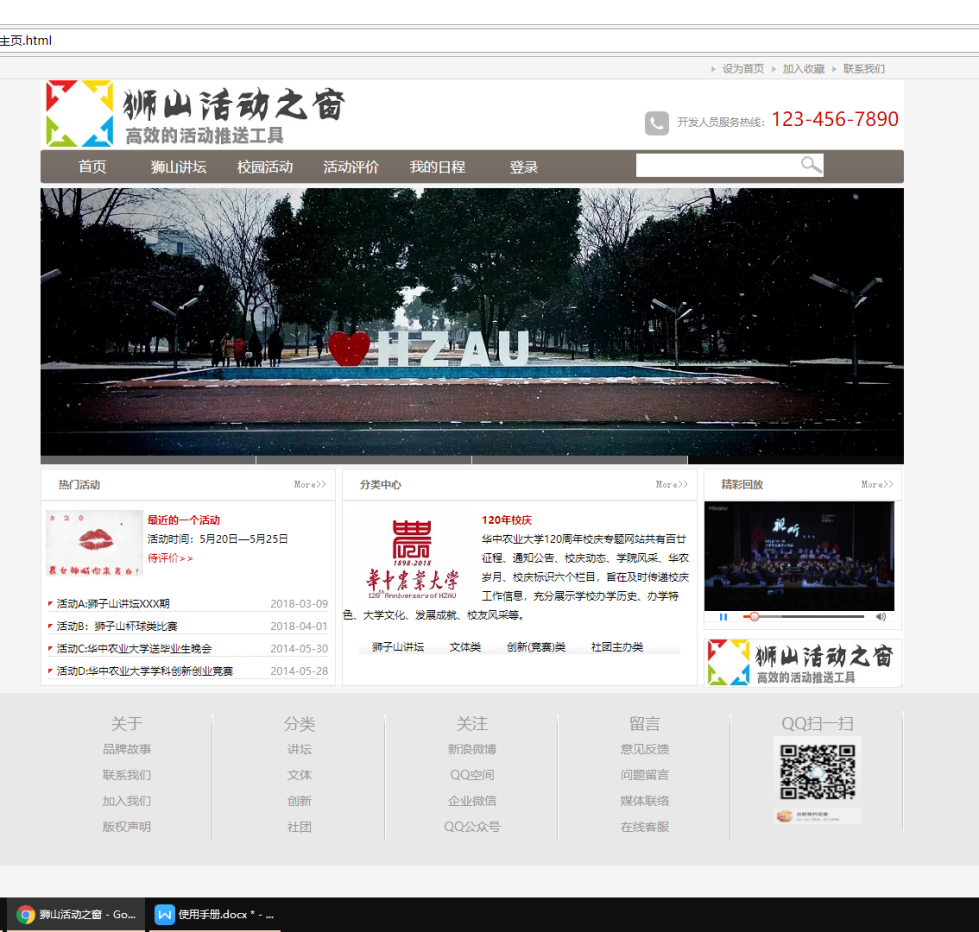 主页.html
设为首页 加入收藏 联系我们
狮山活动之窗
高效的活动推送工具
开发人员服务热线: 123-456-7890
首页 狮山讲坛 校园活动 活动评价 我的日程 登录
HZAU
热门活动 More>>
520
最近的一个活动
活动时间：5月20日—5月25日
待评价>>
活动A:狮子山讲坛XXX期 2018-03-09
活动B：狮子山杯球类比赛 2018-04-01
活动C:华中农业大学送毕业生晚会 2014-05-30
活动D:华中农业大学学科创新创业竞赛 2014-05-28
分类中心 More>>
農
1898-2018
华中农业大学
120th Anniversary of HZAU
120年校庆
华中农业大学120周年校庆专题网站共有百廿
征程、通知公告、校庆动态、学院风采、华农
岁月、校庆标识六个栏目，旨在及时传递校庆
工作信息，充分展示学校办学历史、办学特
色、大学文化、发展成就、校友风采等。
狮子山讲坛 文体类 创新(竞赛)类 社团主办类
精彩回放 More>>
YOUKU
视听
狮山活动之窗
高效的活动推送工具
关于
品牌故事
联系我们
加入我们
版权声明
分类
讲坛
文体
创新
社团
关注
新浪微博
QQ空间
企业微信
QQ公众号
留言
意见反馈
问题留言
媒体联络
在线客服
QQ扫一扫
狮山活动之窗 - Go...
使用手册.docx * - ...